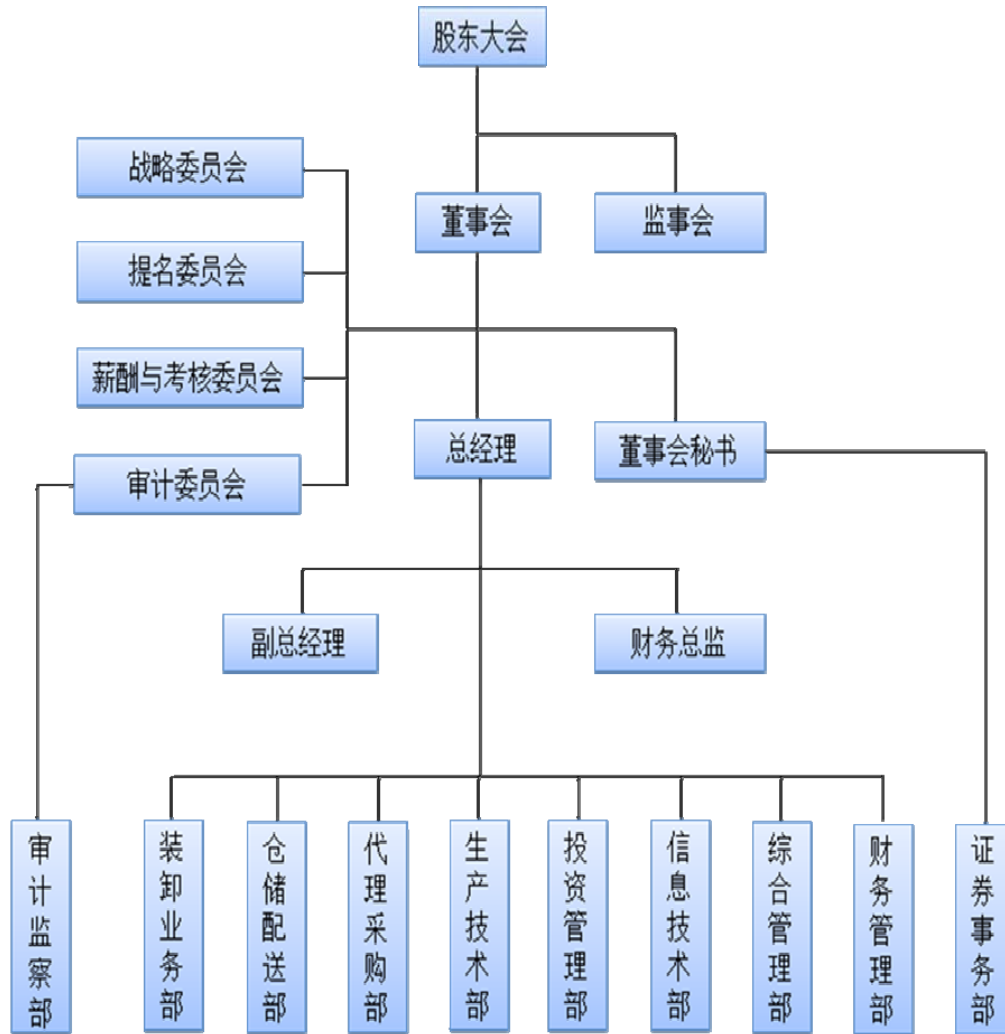 股东大会
战略委员会
董事会
监事会
提名委员会
薪酬与考核委员会
总经理
董事会秘书
审计委员会
副总经理
财务总监
审计监察部
装卸业务部
仓储配送部
代理采购部
生产技术部
投资管理部
信息技术部
综合管理部
财务管理部
证券事务部